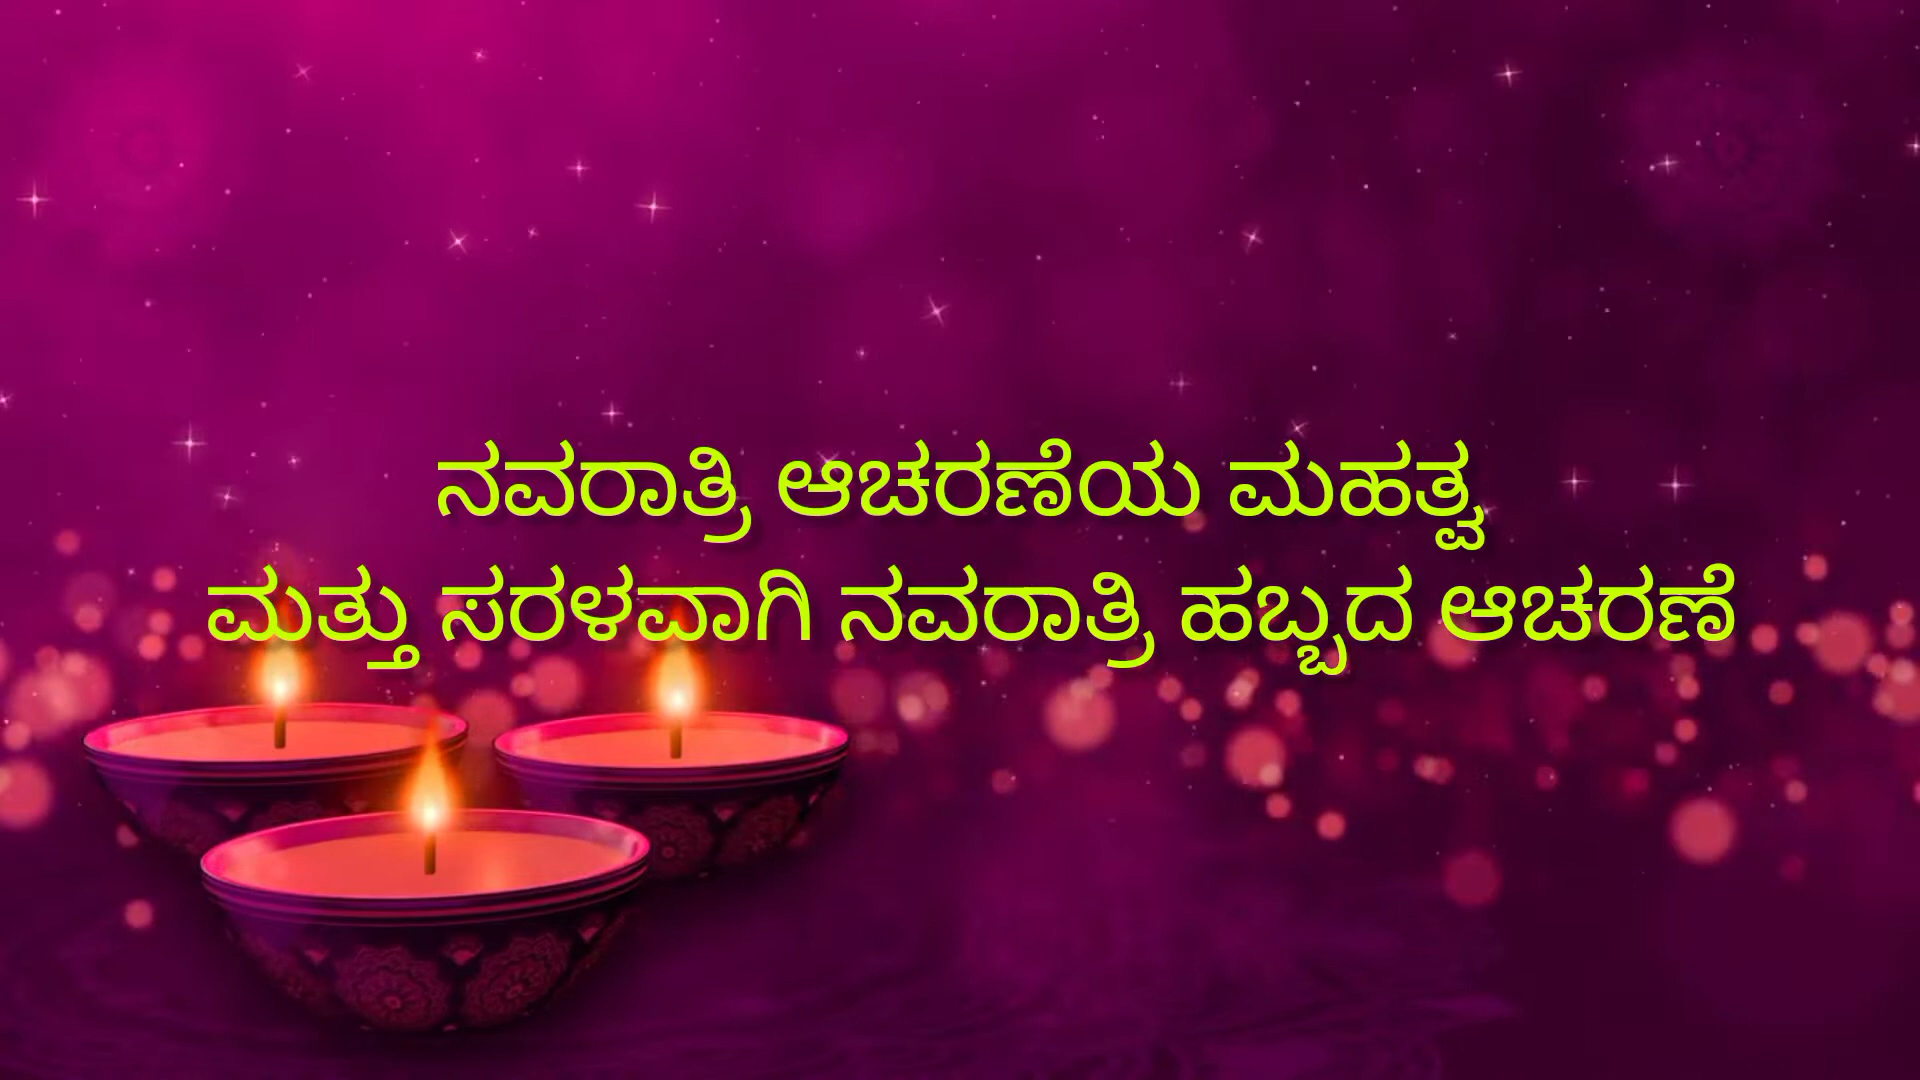 ನವರಾತ್ರಿ ಆಚರಣೆಯ ಮಹತ್ವ
ಮತ್ತು ಸರಳವಾಗಿ ನವರಾತ್ರಿ ಹಬ್ಬದ ಆಚರಣೆ